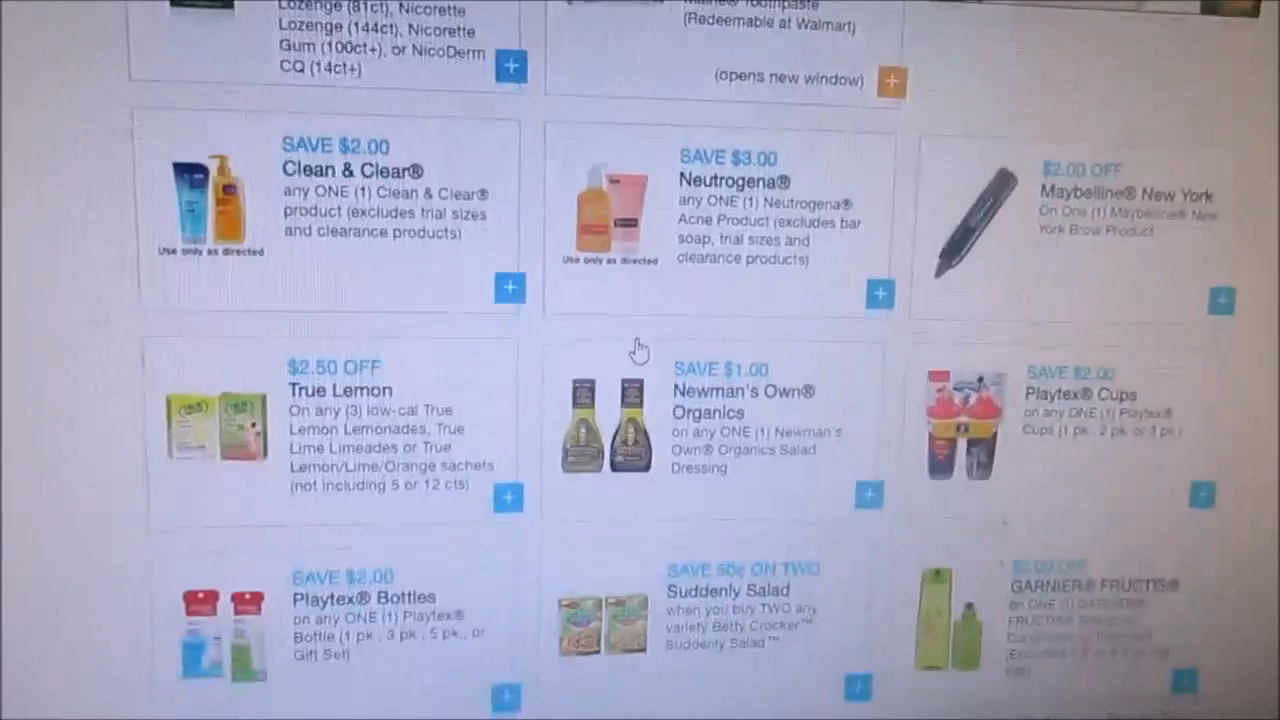 Lozenge (81ct), Nicorette
Lozenge (144ct), Nicorette
Gum (100ct+), or NicoDerm
CQ (14ct+)
Toothpaste
(Redeemable at Walmart)
(opens new window)
SAVE $2.00
Clean & Clear®
any ONE (1) Clean & Clear®
product (excludes trial sizes
and clearance products)
Use only as directed
SAVE $3.00
Neutrogena®
any ONE (1) Neutrogena®
Acne Product (excludes bar
soap, trial sizes and
clearance products)
Use only as directed
$2.00 OFF
Maybelline® New York
On One (1) Maybelline® New
York Brow Product
$2.50 OFF
True Lemon
On any (3) low-cal True
Lemon Lemonades, True
Lime Limeades or True
Lemon/Lime/Orange sachets
(not including 5 or 12 cts)
SAVE $1.00
Newman's Own®
Organics
on any ONE (1) Newman's
Own® Organics Salad
Dressing
SAVE $2.00
Playtex® Cups
on any ONE (1) Playtex®
Cups (1 pk., 2 pk. or 3 pk.)
SAVE $2.00
Playtex® Bottles
on any ONE (1) Playtex®
Bottle (1 pk., 3 pk., 5 pk., or
Gift Set)
SAVE 50¢ ON TWO
Suddenly Salad
when you buy TWO any
variety Betty Crocker™
Suddenly Salad™
OFF
GARNIER® FRUCTIS®
on ONE (1) GARNIER®
FRUCTIS® Shampoo,